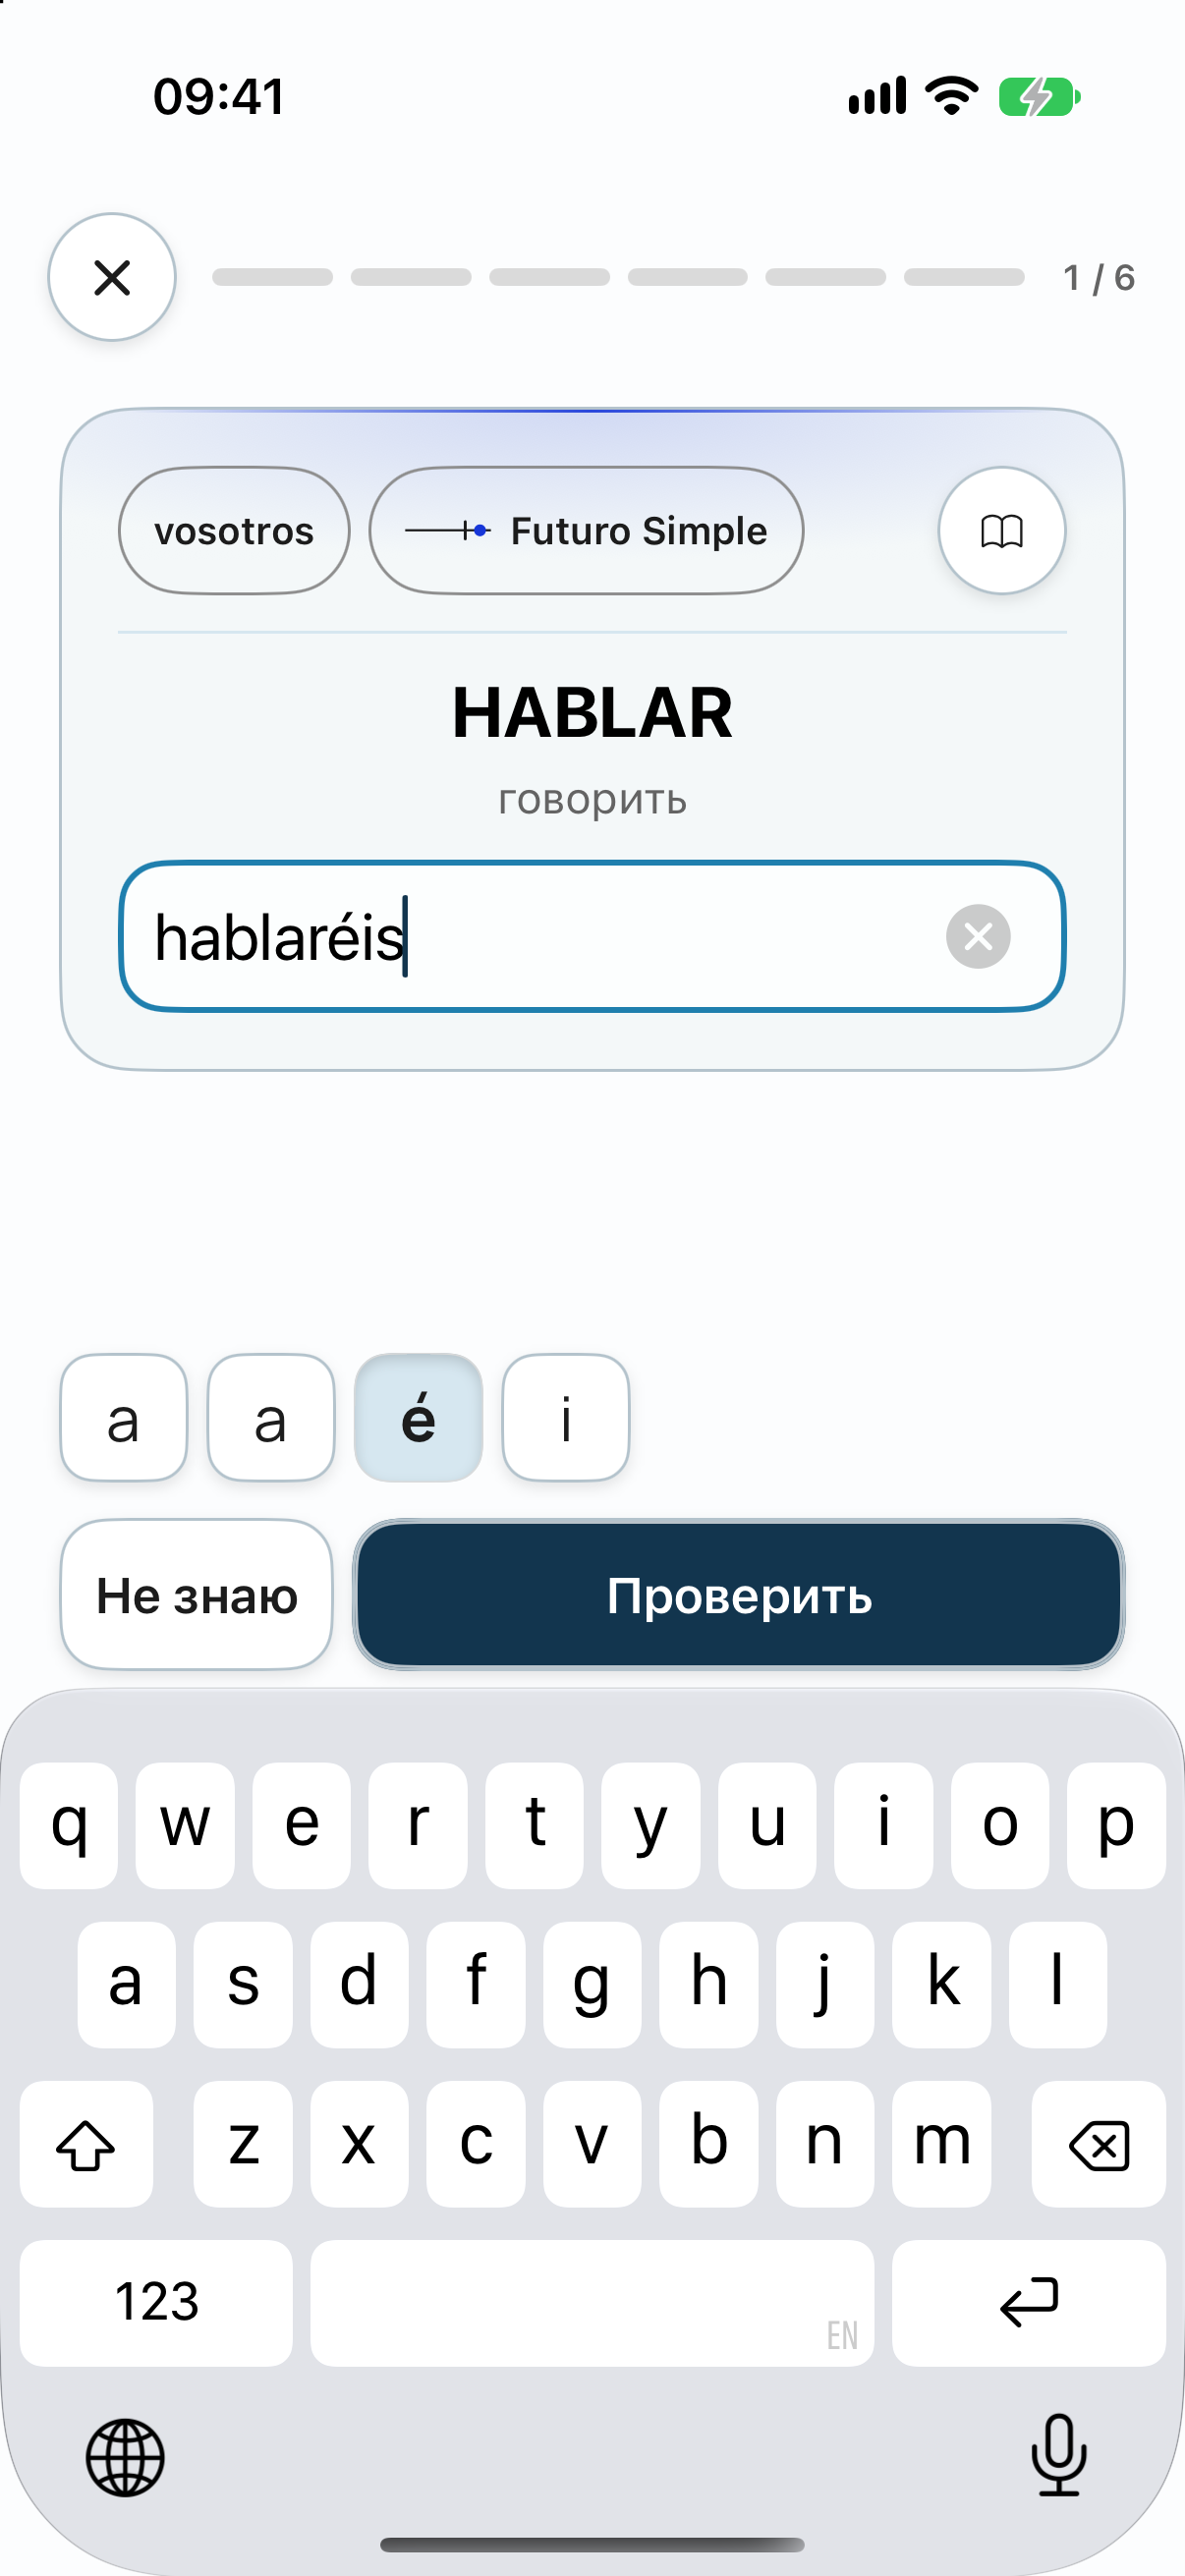 09:41
1 / 6
vosotros
Futuro Simple
HABLAR
говорить
hablaréis
a a é i
Не знаю
Проверить
q w e r t y u i o p
a s d f g h j k l
z x c v b n m
123
EN